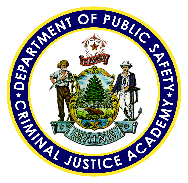 DEPARTMENT OF PUBLIC SAFETY
CRIMINAL JUSTICE ACADEMY